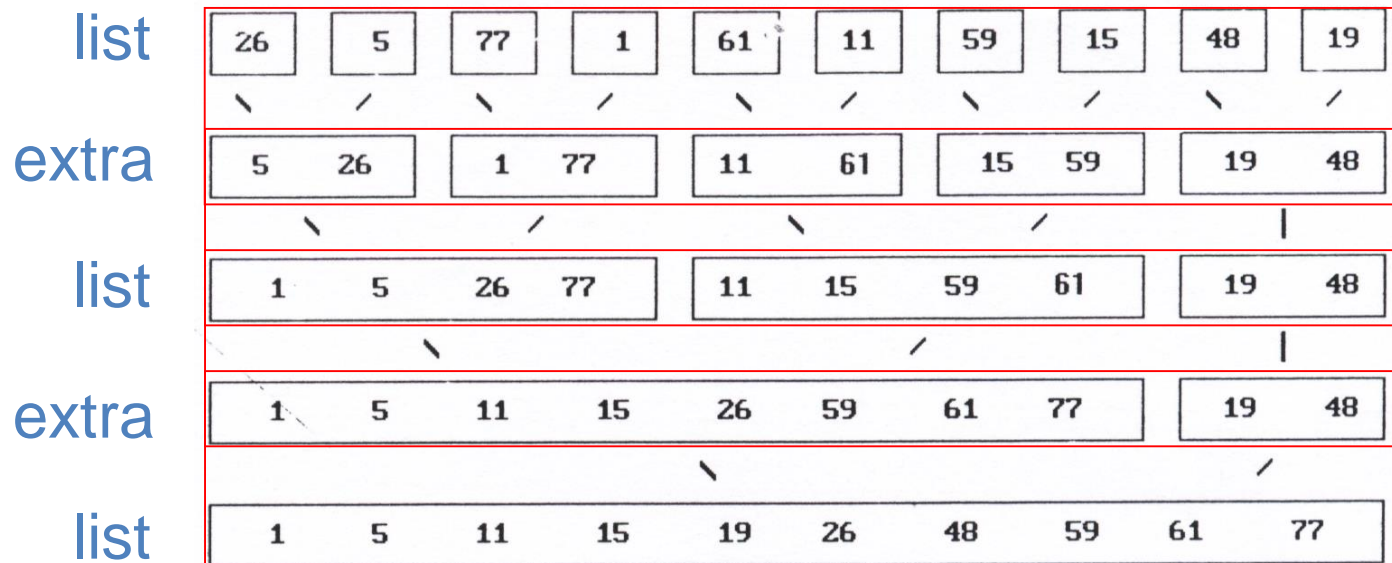 list 26 5 77 1 61 11 59 15 48 19
extra 5 26 1 77 11 61 15 59 19 48
list 1 5 26 77 11 15 59 61 19 48
extra 1 5 11 15 26 59 61 77 19 48
list 1 5 11 15 19 26 48 59 61 77